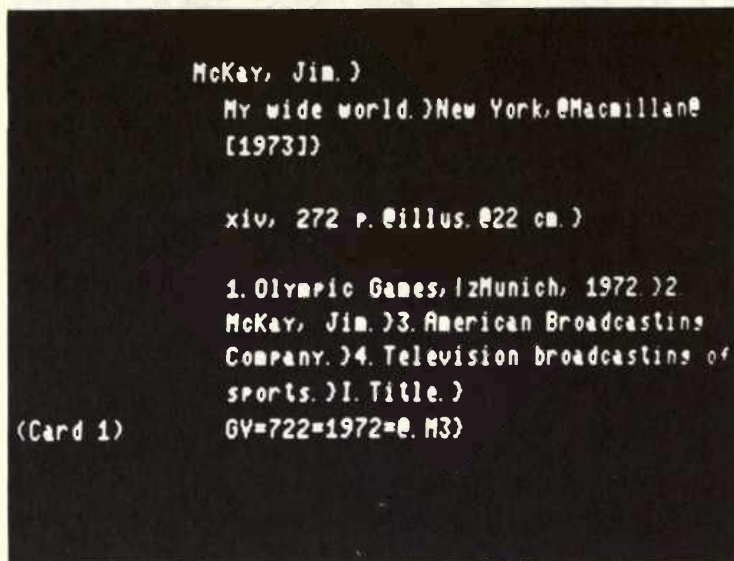 McKay, Jim.}
My wide world.}New York,@Macmillan@
[1973]}
xiv, 272 p.@illus.@22 cm.}
1.Olympic Games,|zMunich, 1972.}2
McKay, Jim.}3.American Broadcasting
Company.}4.Television broadcasting of
sports.}I.Title.}
(Card 1) GV=722=1972=@.M3}